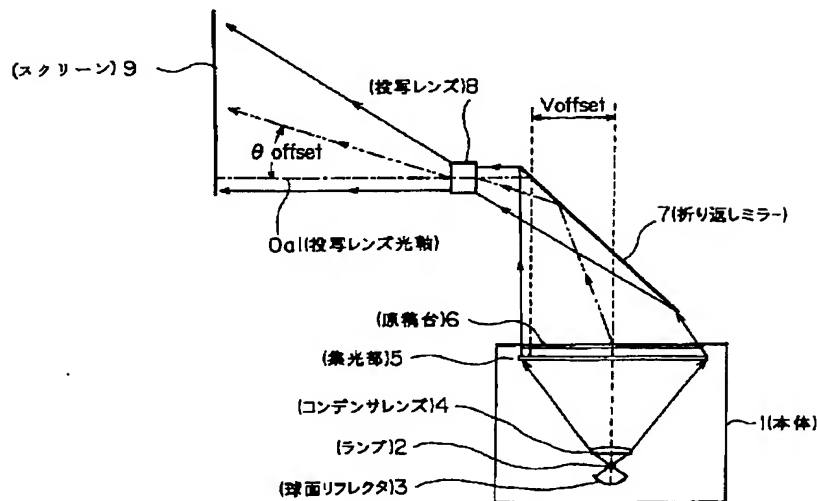 (スクリーン)9
(投写レンズ)8
Voffset
θ offset
7(折り返しミラー)
Oal(投写レンズ光軸)
(原稿台)6
(集光部)5
(コンデンサレンズ)4
1(本体)
(ランプ)2
(球面リフレクタ)3